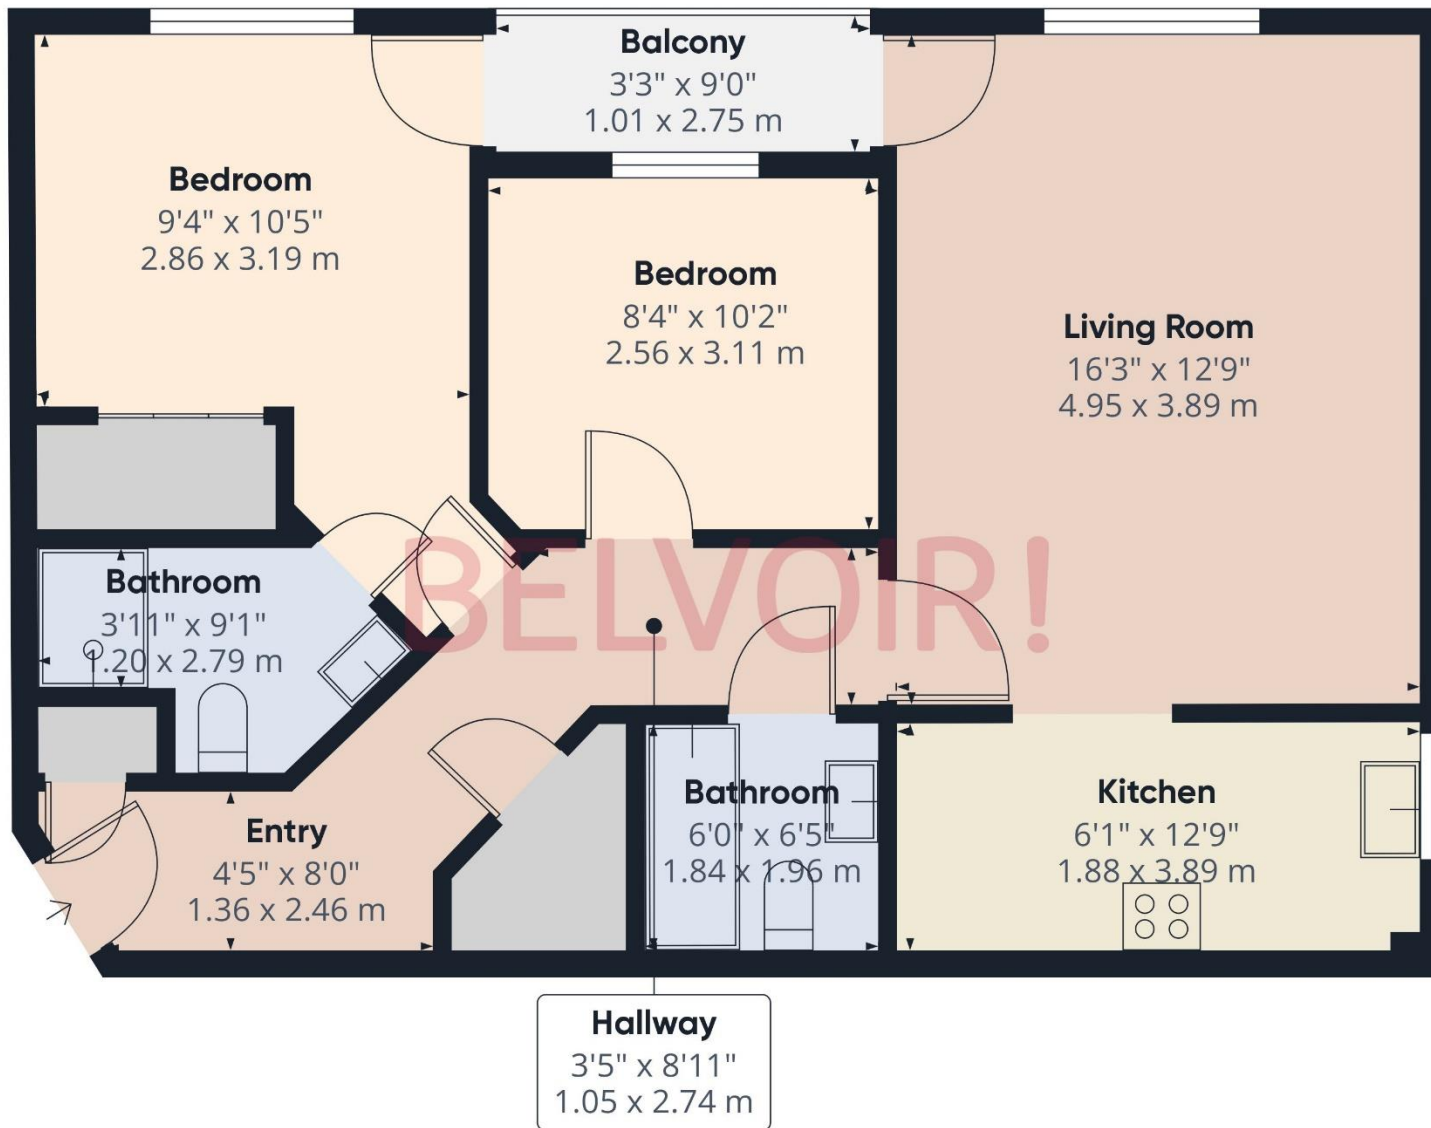 Balcony
3'3" x 9'0"
1.01 x 2.75 m
Bedroom
9'4" x 10'5"
2.86 x 3.19 m
Bedroom
8'4" x 10'2"
2.56 x 3.11 m
Living Room
16'3" x 12'9"
4.95 x 3.89 m
BELVOIR!
Bathroom
3'11" x 9'1"
1.20 x 2.79 m
Entry
4'5" x 8'0"
1.36 x 2.46 m
Bathroom
6'0" x 6'5"
1.84 x 1.96 m
Kitchen
6'1" x 12'9"
1.88 x 3.89 m
Hallway
3'5" x 8'11"
1.05 x 2.74 m